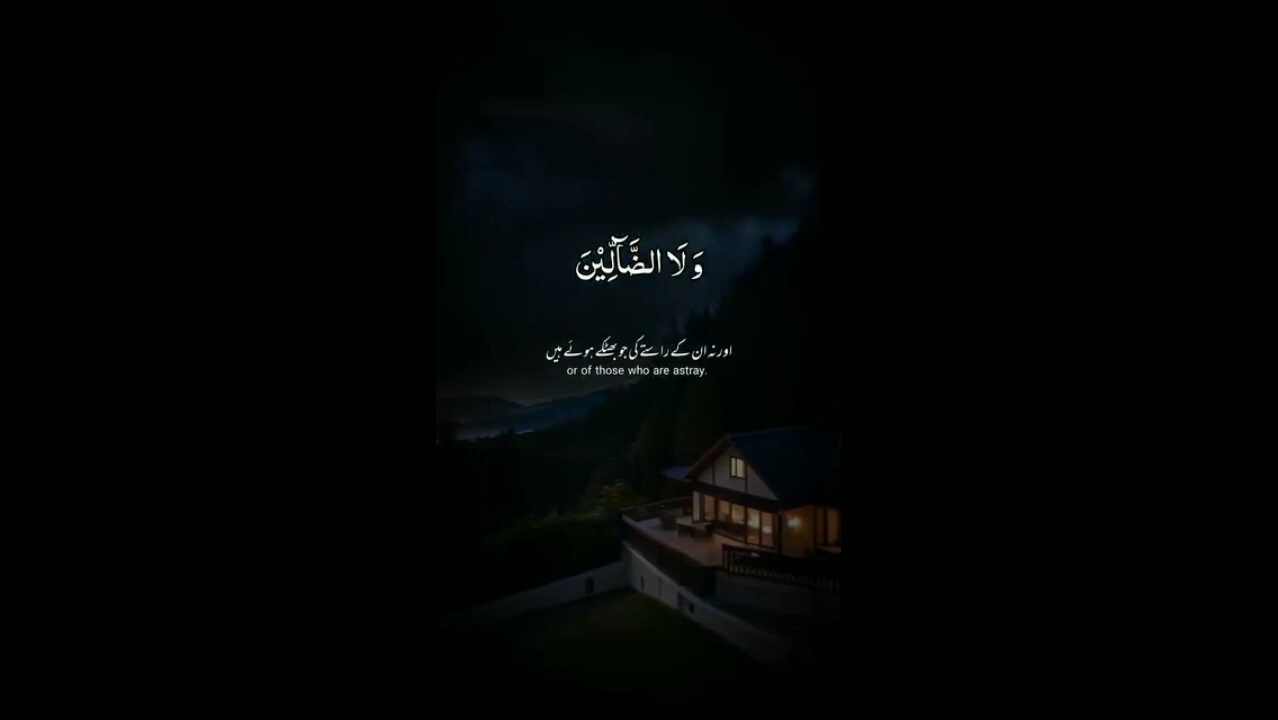 وَلَا الضَّآلِّيْنَ
اور نہ ان کے راستے کی جو بھٹکے ہوئے ہیں
or of those who are astray.